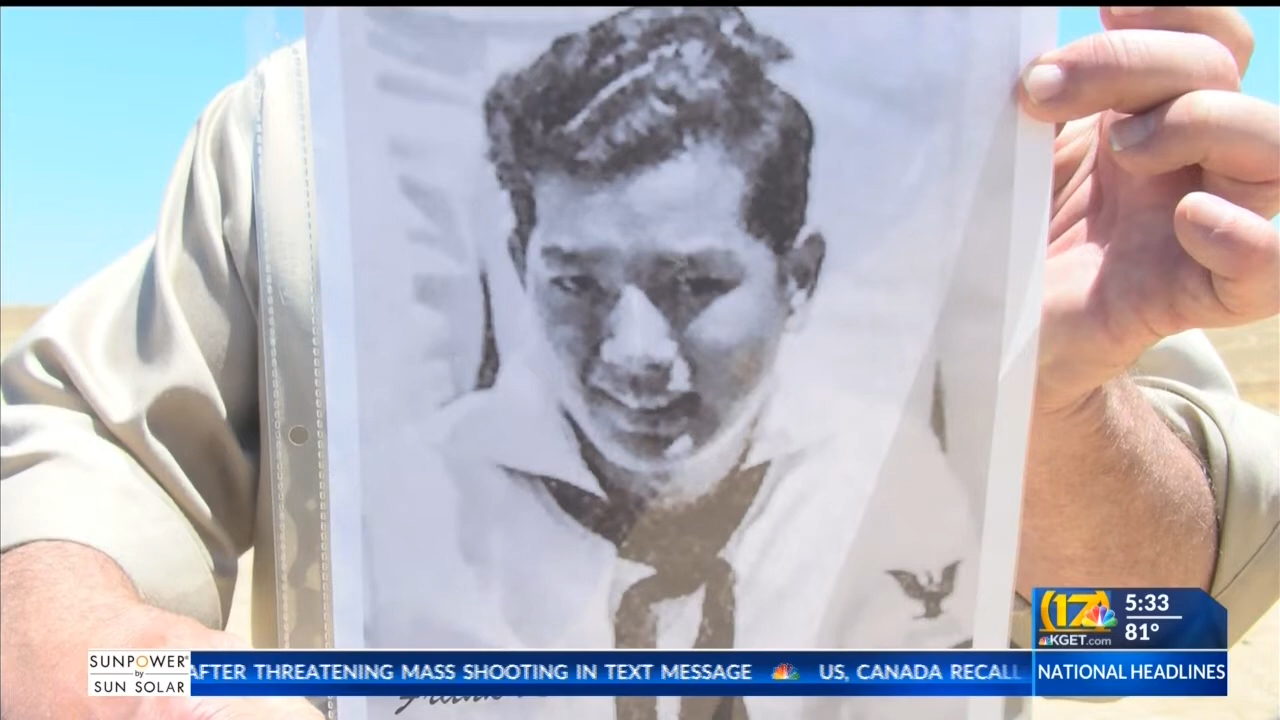 5:33
(17)
KGET.com
81°
SUNPOWER®
by
SUN SOLAR
AFTER THREATENING MASS SHOOTING IN TEXT MESSAGE
US, CANADA RECALL
NATIONAL HEADLINES